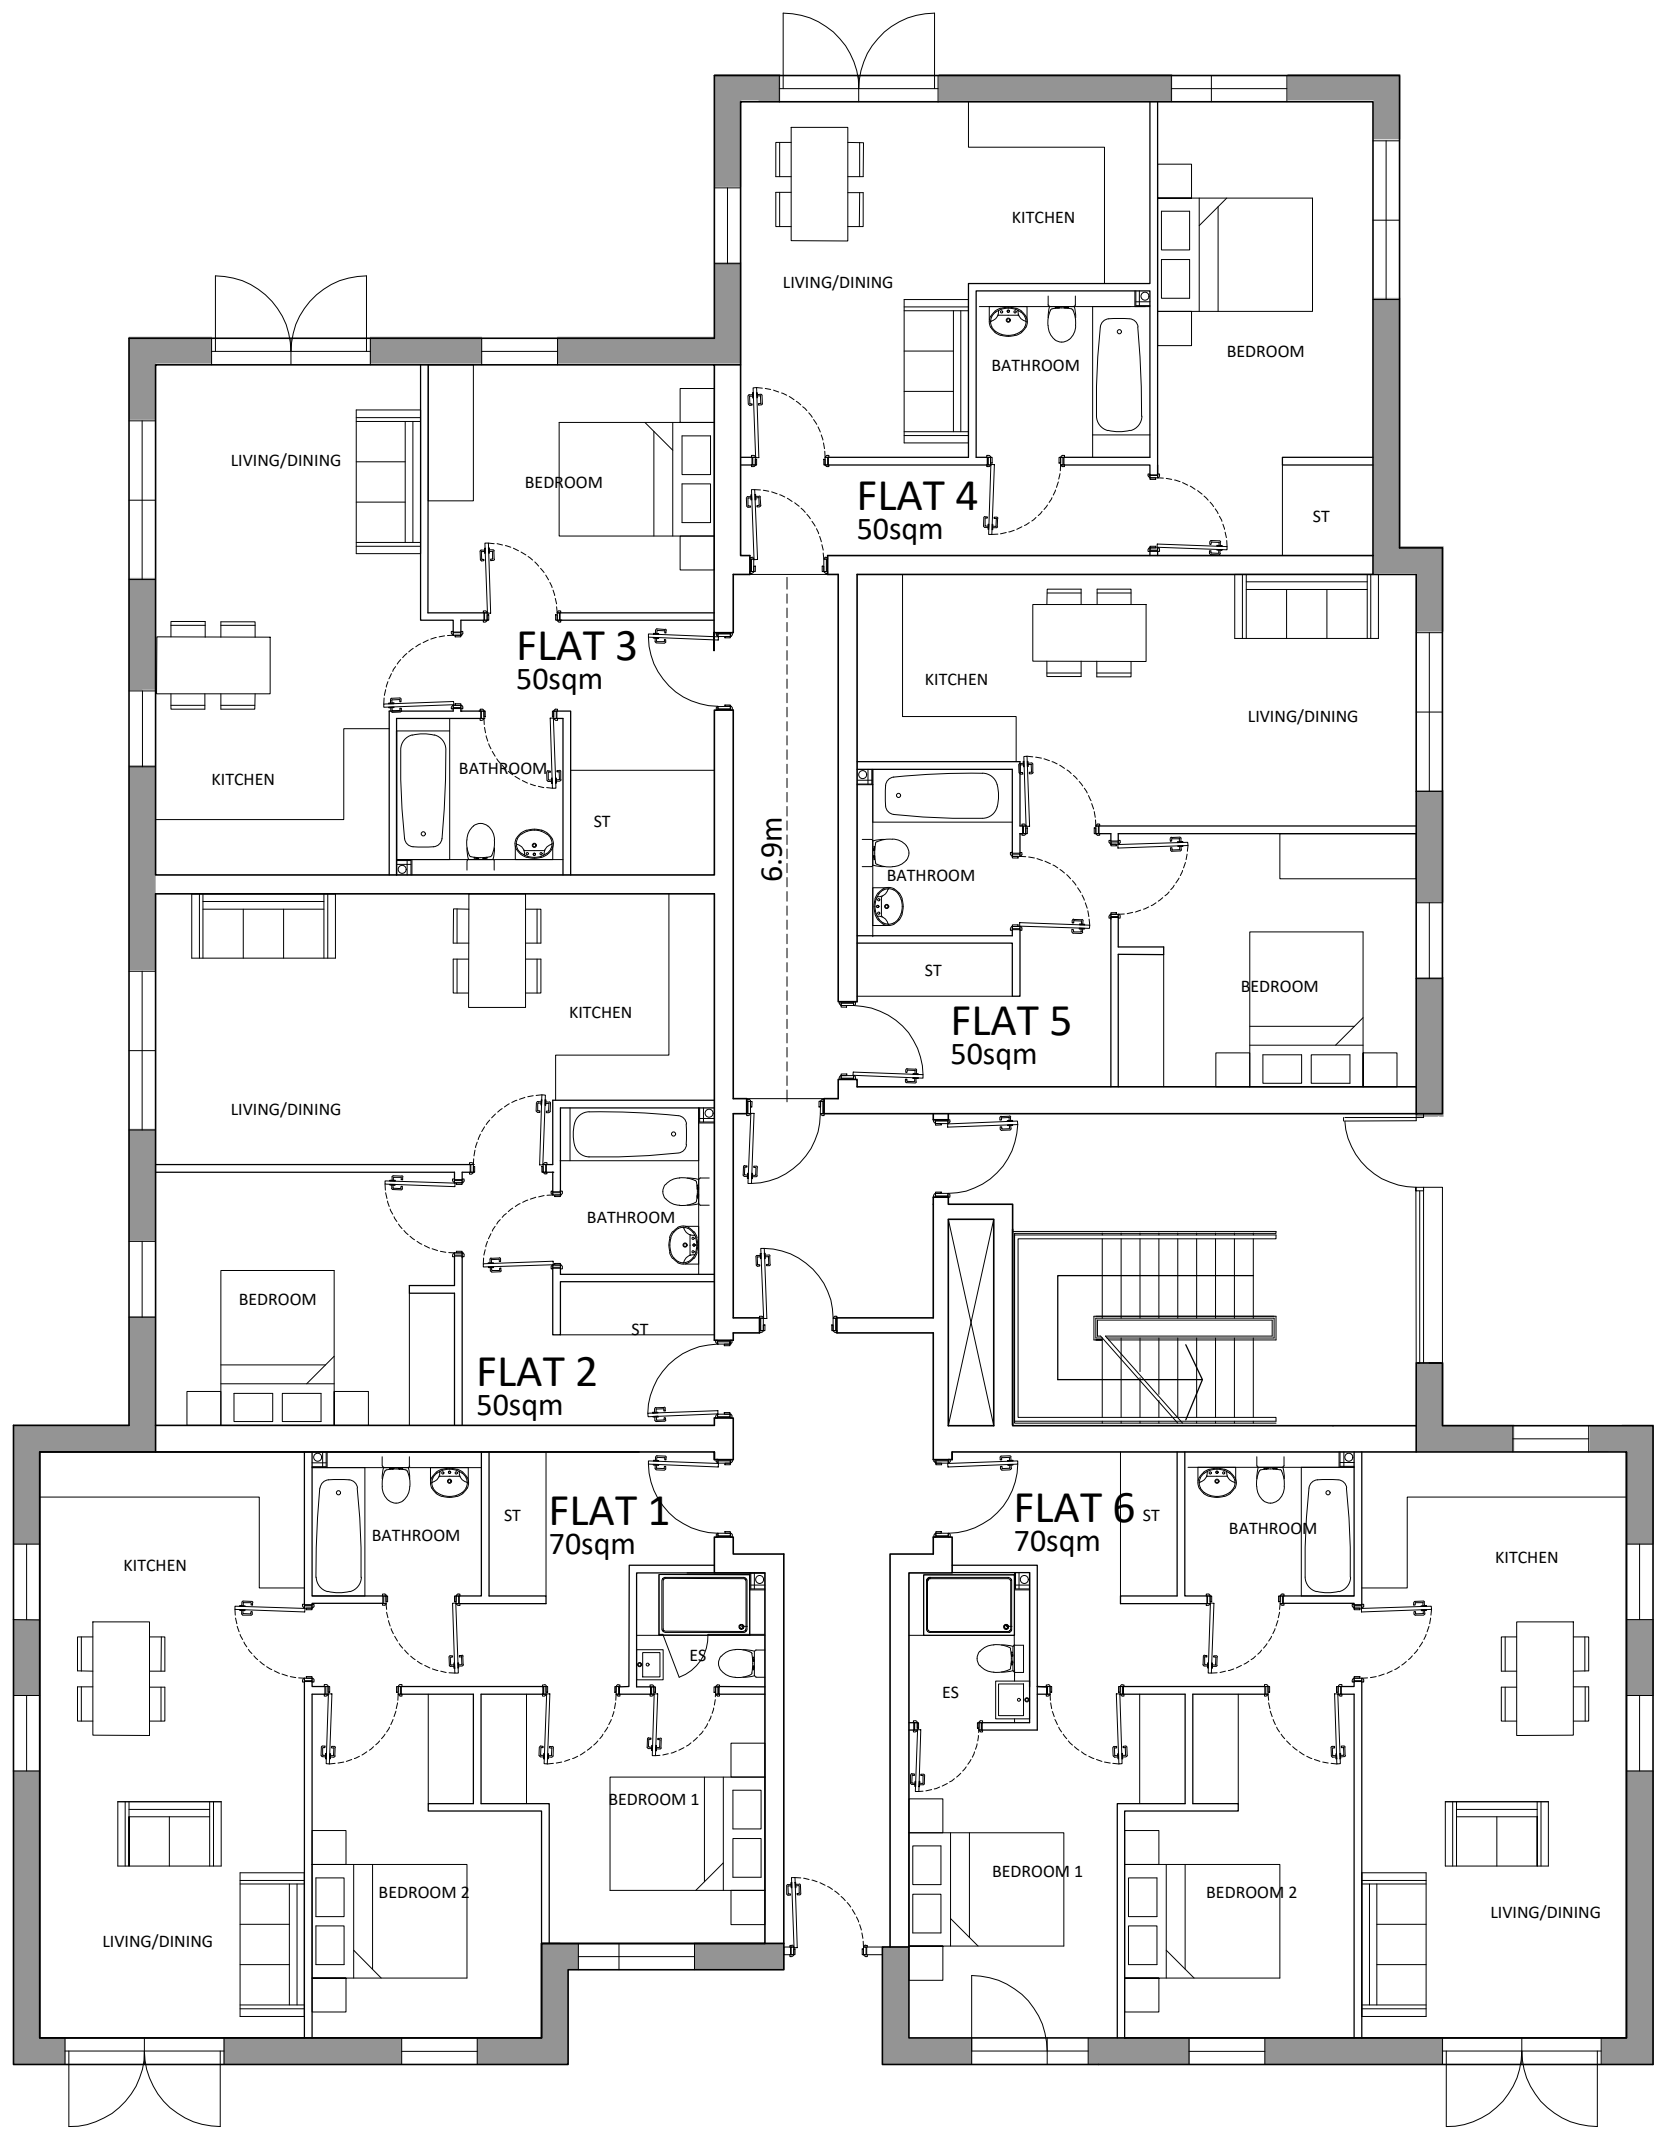 KITCHEN
LIVING/DINING
BATHROOM
BEDROOM
FLAT 4
50sqm
ST
LIVING/DINING
BEDROOM
FLAT 3
50sqm
KITCHEN
BATHROOM
ST
KITCHEN
LIVING/DINING
6.9m
BATHROOM
ST
BEDROOM
FLAT 5
50sqm
KITCHEN
LIVING/DINING
BATHROOM
BEDROOM
ST
FLAT 2
50sqm
KITCHEN
BATHROOM
ST
FLAT 1
70sqm
ES
BEDROOM 1
BEDROOM 2
LIVING/DINING
FLAT 6
70sqm
ST
BATHROOM
KITCHEN
ES
BEDROOM 1
BEDROOM 2
LIVING/DINING